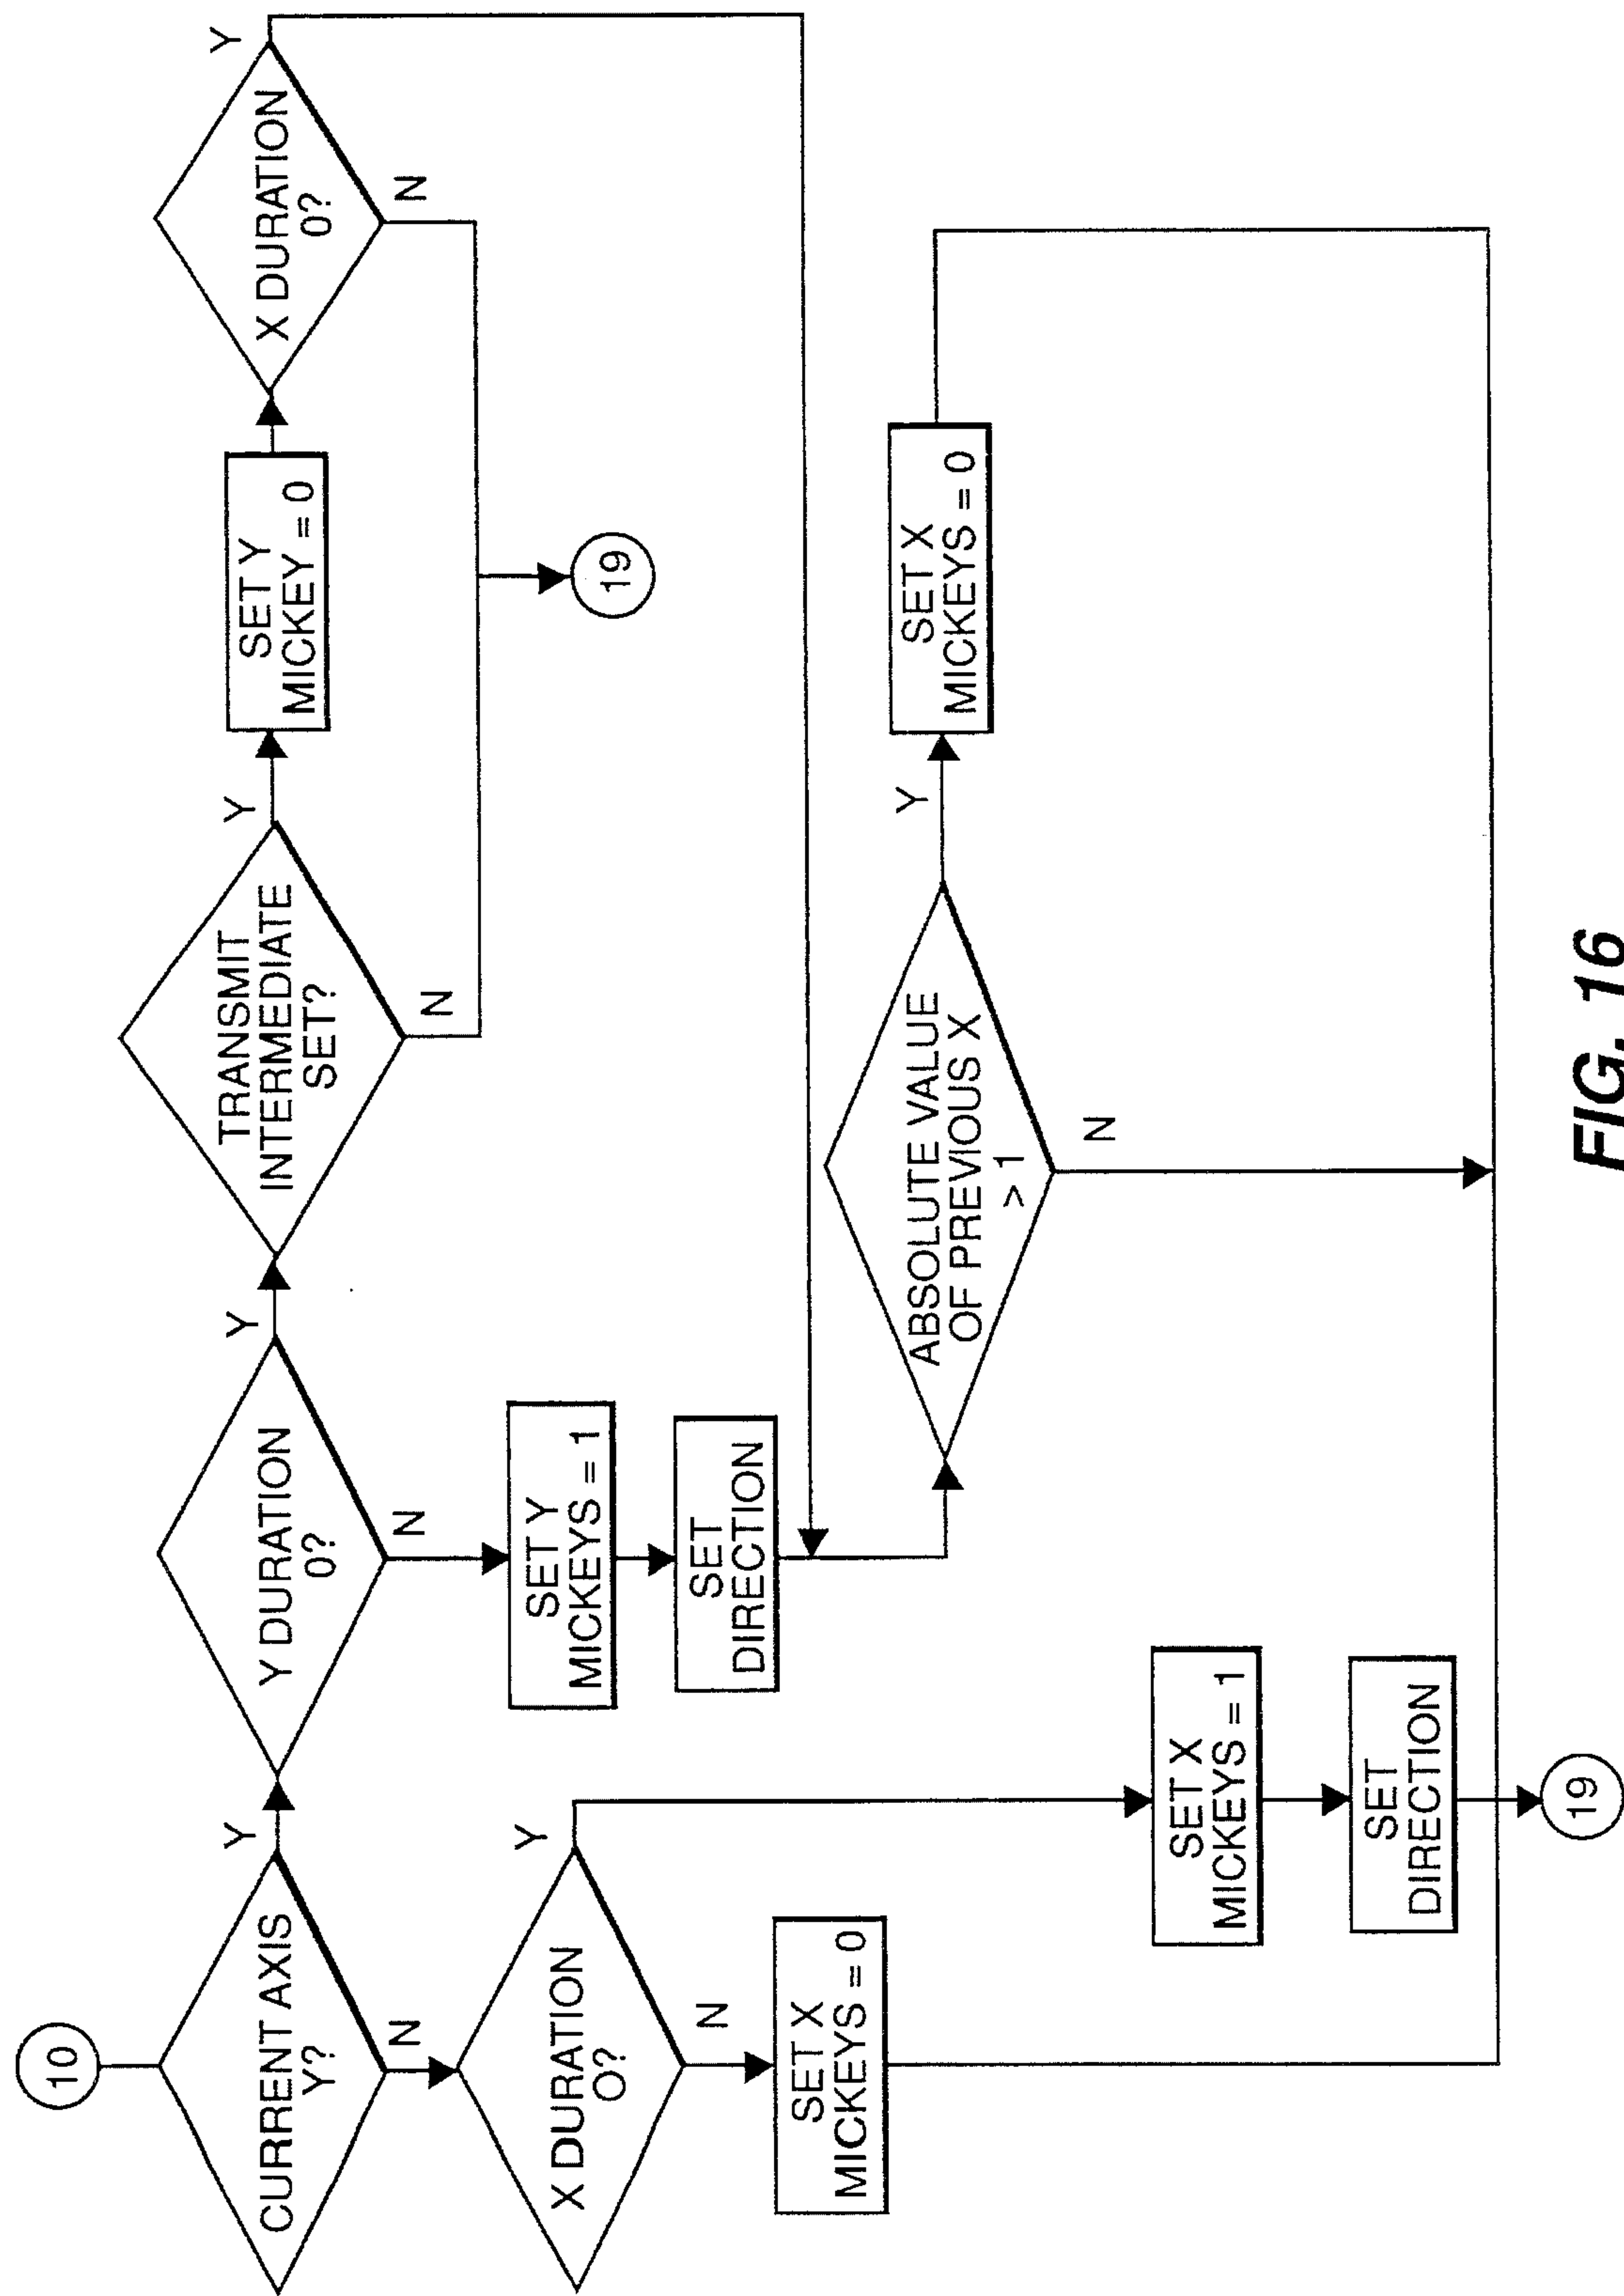 10
CURRENT AXIS
Y?
Y
N
Y DURATION
0?
Y
N
TRANSMIT
INTERMEDIATE
SET?
Y
N
SET Y
MICKEY = 0
X DURATION
0?
Y
N
19
X DURATION
O?
Y
N
SET Y
MICKEYS = 1
SET
DIRECTION
SET X
MICKEYS = 0
ABSOLUTE VALUE
OF PREVIOUS X
> 1
Y
N
SET X
MICKEYS = 0
SET X
MICKEYS = 1
SET
DIRECTION
19
FIG. 16